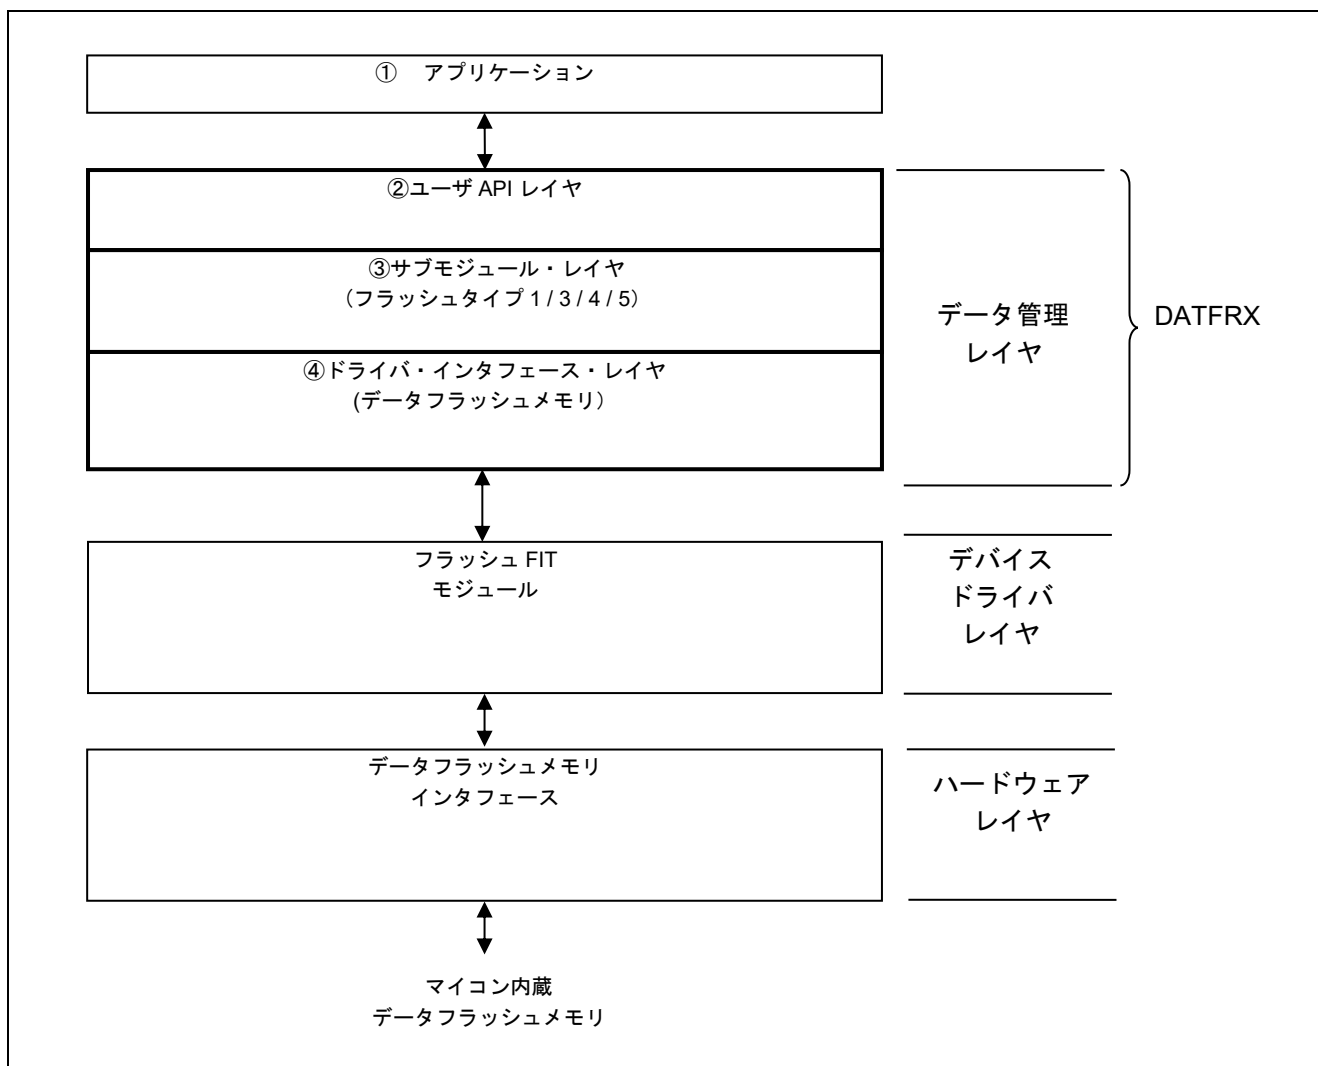 ① アプリケーション
②ユーザ API レイヤ
③サブモジュール・レイヤ
（フラッシュタイプ 1 / 3 / 4 / 5）
④ドライバ・インタフェース・レイヤ
(データフラッシュメモリ）
データ管理
レイヤ
DATFRX
フラッシュ FIT
モジュール
デバイス
ドライバ
レイヤ
データフラッシュメモリ
インタフェース
ハードウェア
レイヤ
マイコン内蔵
データフラッシュメモリ